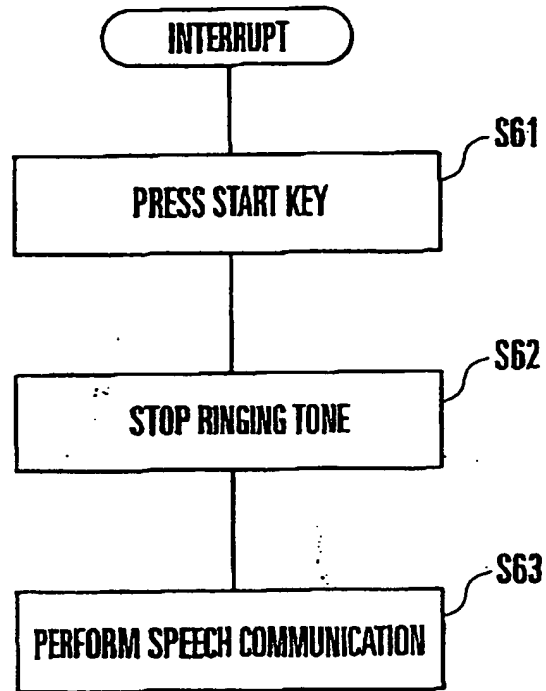 INTERRUPT
S61
PRESS START KEY
S62
STOP RINGING TONE
S63
PERFORM SPEECH COMMUNICATION